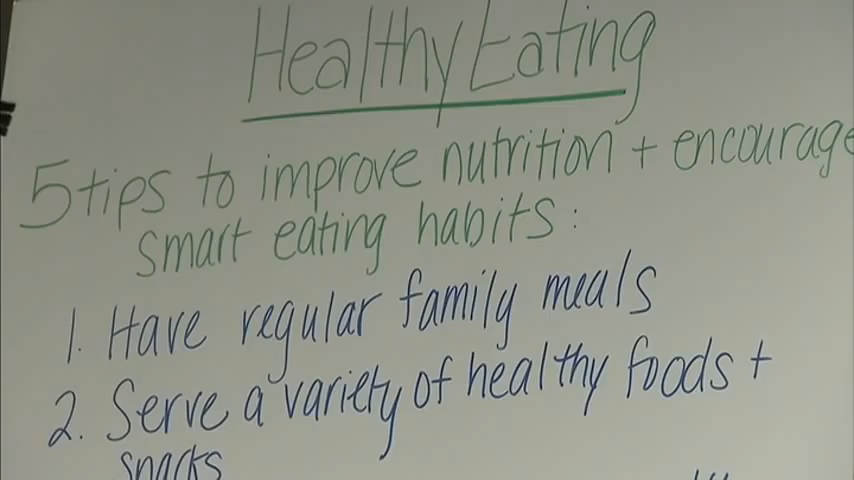 Healthy Eating
5 tips to improve nutrition + encourage
smart eating habits:
1. Have regular family meals
2. Serve a variety of healthy foods +
snacks